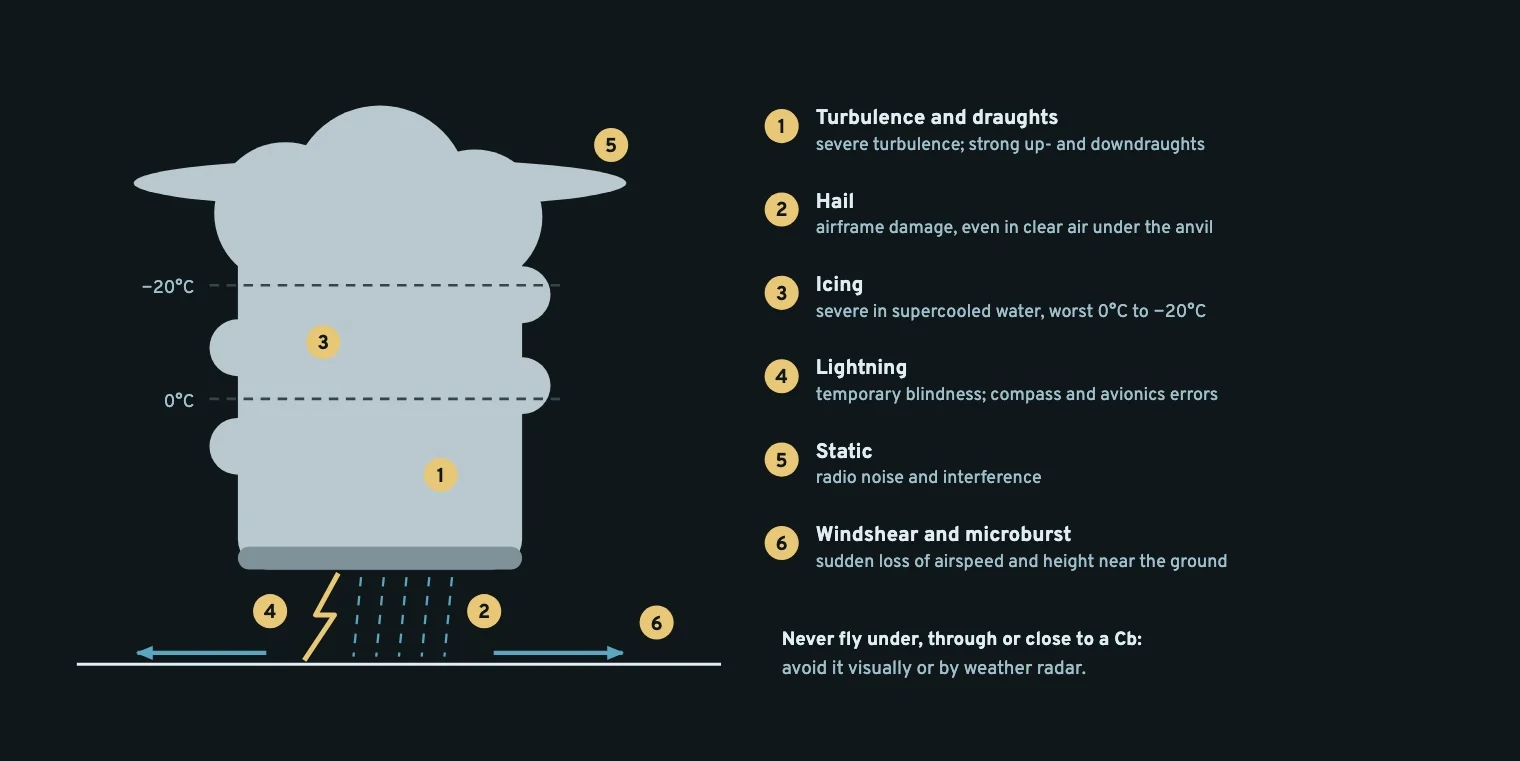 5
−20°C
3
0°C
1
4
2
6
1
Turbulence and draughts
severe turbulence; strong up- and downdraughts
2
Hail
airframe damage, even in clear air under the anvil
3
Icing
severe in supercooled water, worst 0°C to −20°C
4
Lightning
temporary blindness; compass and avionics errors
5
Static
radio noise and interference
6
Windshear and microburst
sudden loss of airspeed and height near the ground
Never fly under, through or close to a Cb:
avoid it visually or by weather radar.